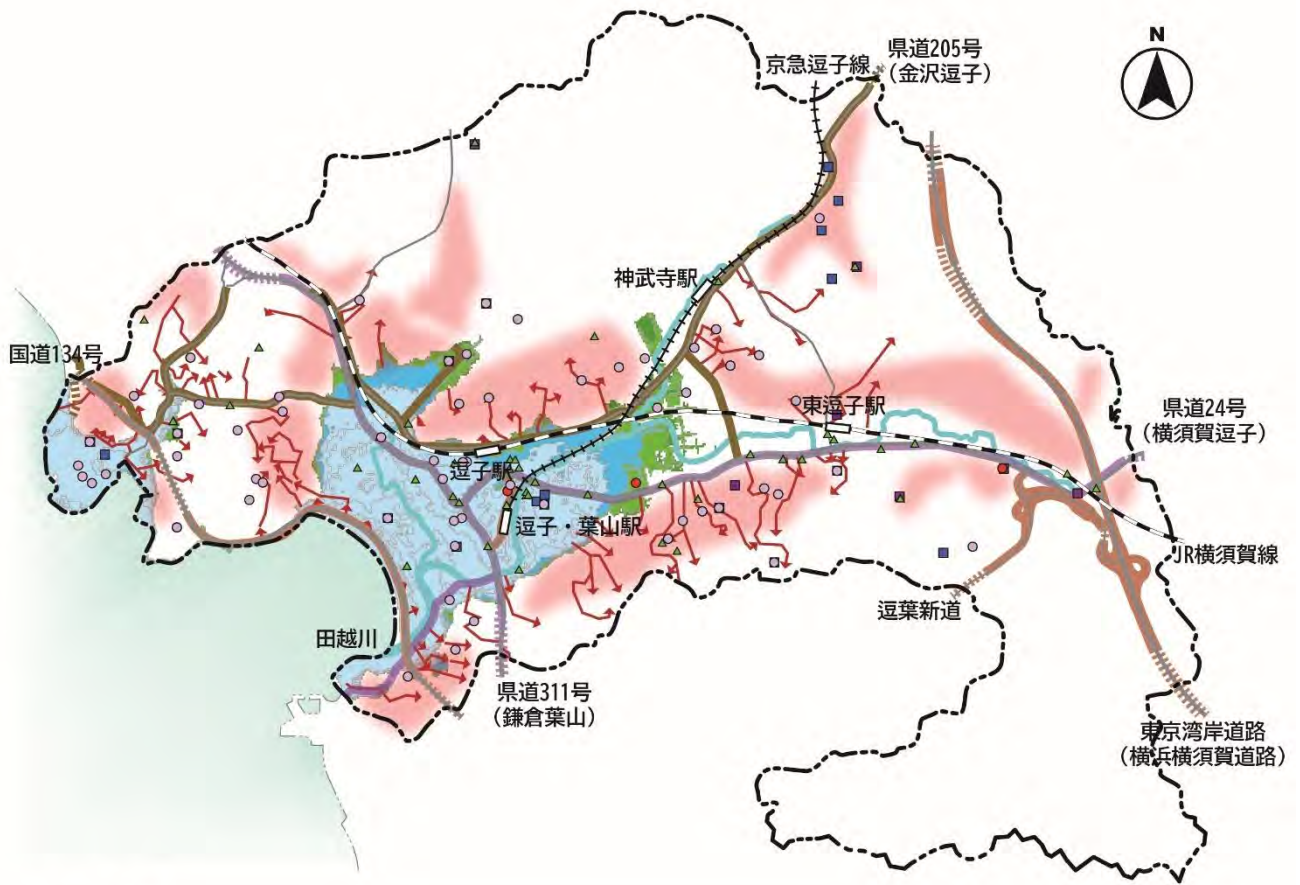 N
県道205号
(金沢逗子)
京急逗子線
神武寺駅
国道134号
東逗子駅
県道24号
(横須賀逗子)
逗子駅
逗子・葉山駅
JR横須賀線
逗葉新道
田越川
県道311号
(鎌倉葉山)
東京湾岸道路
(横浜横須賀道路)